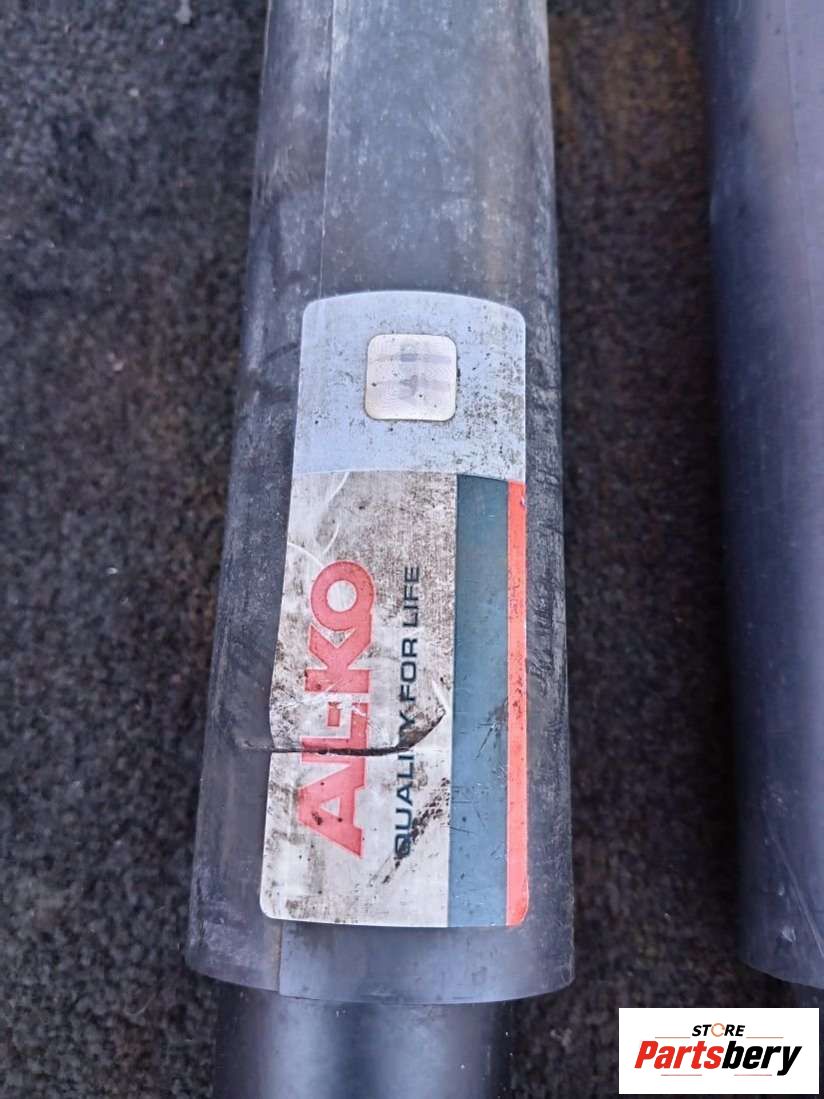 AL-KO
QUALITY FOR LIFE
STORE
Partsbery